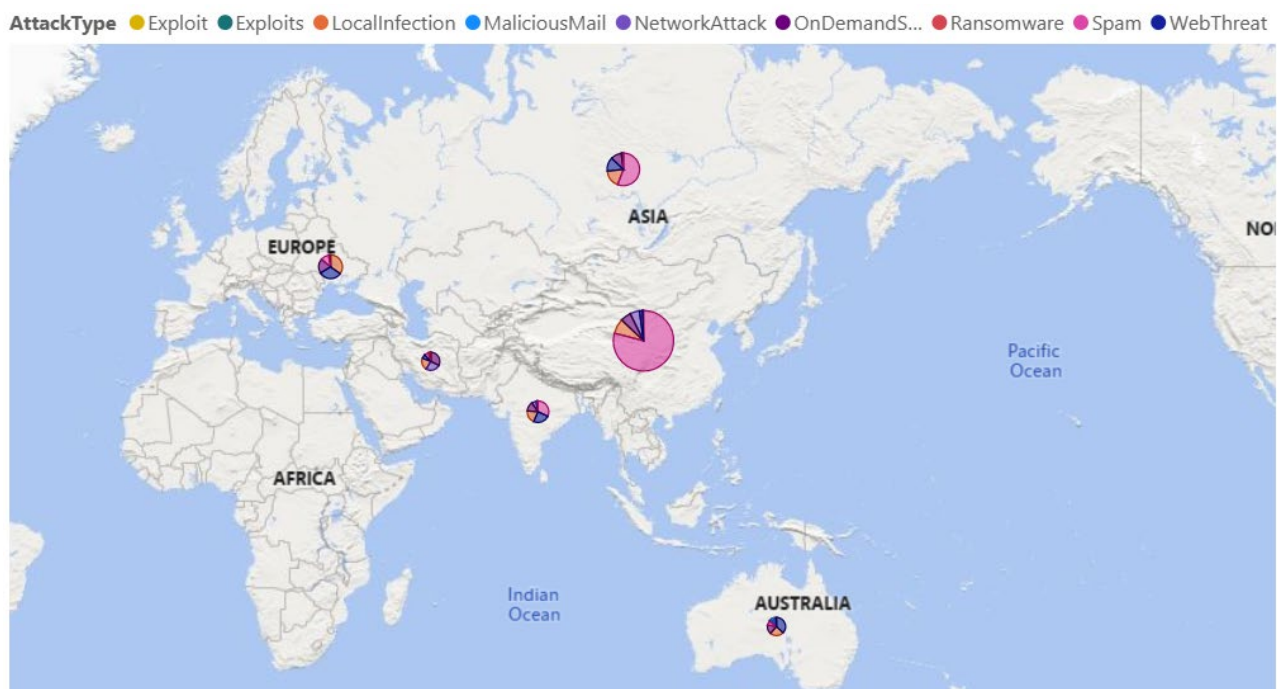 AttackType Exploit Exploits LocalInfection MaliciousMail NetworkAttack OnDemandS... Ransomware Spam WebThreat
ASIA
EUROPE
NO
Pacific
Ocean
AFRICA
Indian
Ocean
AUSTRALIA